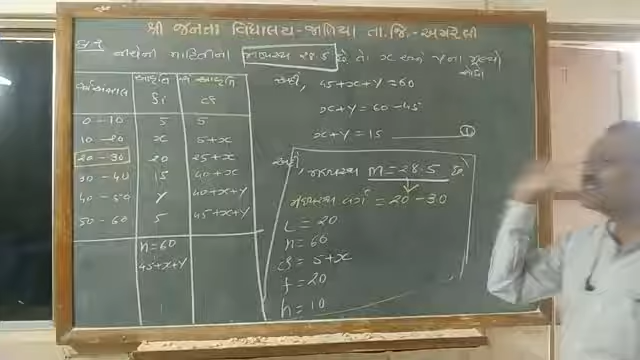 શ્રી જનતા વિદ્યાલય-જાળિયા તા.જિ.-અમરેલી
નીચેની માહિતીનો મધ્યસ્થ 28.5 છે, તો x અને y ના મૂલ્યો શોધો
વર્ગ આવૃત્તિ fi આવૃત્તિ cf
0-10 5 5
10-20 x 5+x
20-30 20 25+x
30-40 15 40+x
40-50 y 40+x+y
50-60 5 45+x+y
n=60
45+x+y
અહીં, 45+x+y=60
x+y=60-45
x+y=15 ①
અહીં, મધ્યસ્થ M=28.5 છે.
મધ્યસ્થ વર્ગ = 20-30
L=20
n=60
cf=5+x
f=20
h=10